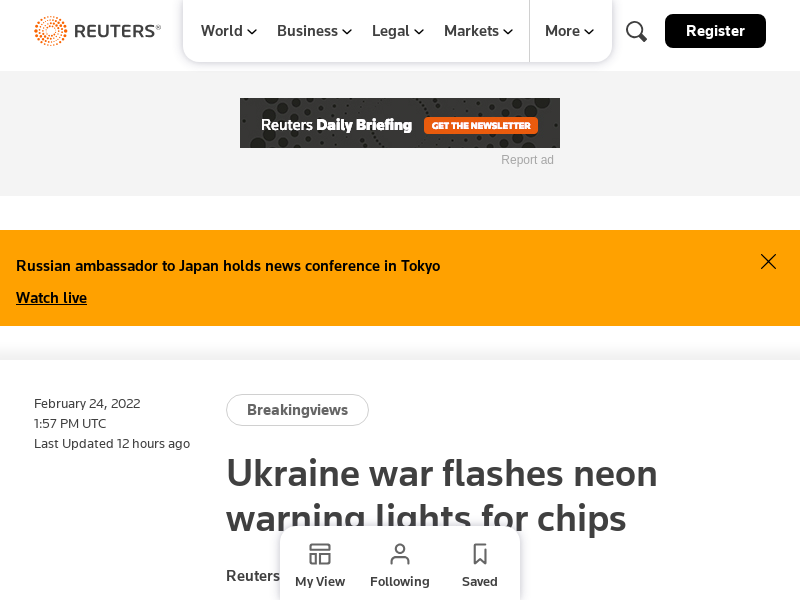 REUTERS®
World
Business
Legal
Markets
More
Register
Reuters Daily Briefing
GET THE NEWSLETTER
Report ad
Russian ambassador to Japan holds news conference in Tokyo
Watch live
February 24, 2022
1:57 PM UTC
Last Updated 12 hours ago
Breakingviews
Ukraine war flashes neon
warning lights for chips
Reuters
My View
Following
Saved